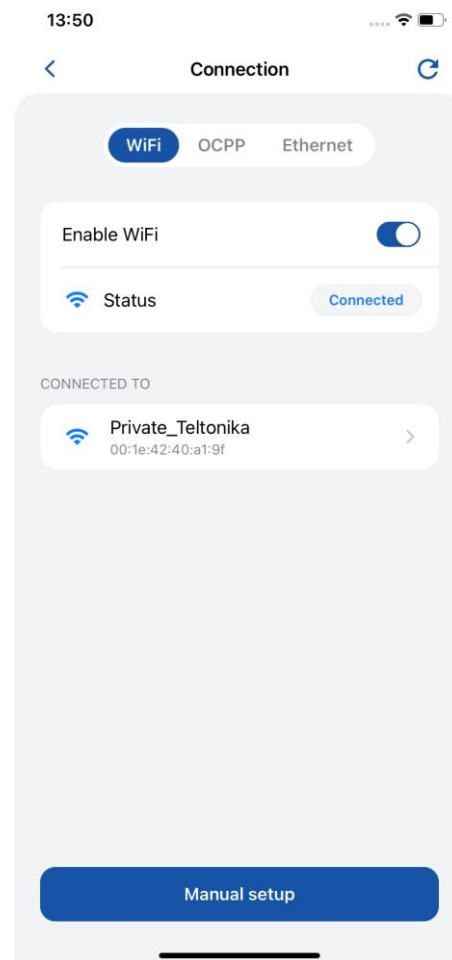 13:50
Connection
WiFi OCPP Ethernet
Enable WiFi
Status Connected
CONNECTED TO
Private_Teltonika
00:1e:42:40:a1:9f
Manual setup